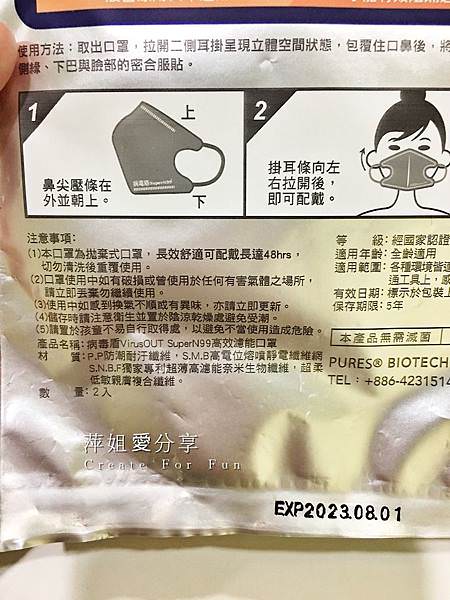 使用方法：取出口罩，拉開二側耳掛呈現立體空間狀態，包覆住口鼻後，將
側緣、下巴與臉部的密合服貼。
1
上
鼻尖壓條在
外並朝上。
下
2
掛耳條向左
右拉開後，
即可配戴。
注意事項：
(1)本口罩為拋棄式口罩，長效舒適可配戴長達48hrs，
切勿清洗後重覆使用。
(2)口罩使用中如有破損或曾使用於任何有害氣體之場所，
請立即丟棄勿繼續使用。
(3)使用中如感到換氣不順或有異味，亦請立即更新。
(4)儲存時請注意衛生並置於陰涼乾燥處避免受潮。
(5)請置於孩童不易自行取得處，以避免不當使用造成危險。
產品名稱：病毒盾VirusOUT SuperN99高效濾能口罩
材　　質：P.P防潮耐汙纖維，S.M.B高電位熔噴靜電纖維網
S.N.B.F獨家專利超薄高濾能奈米生物纖維，超柔
低敏親膚複合纖維。
數　　量：2入
等　　級：經國家認證
適用年齡：全齡適用
適用範圍：各種環境皆適
通工具上，或
有效日期：標示於包裝上
保存期限：5年
本產品無需滅菌
PURES® BIOTECH
TEL：+886-4231514
萍姐愛分享
Create For Fun
EXP2023.08.01